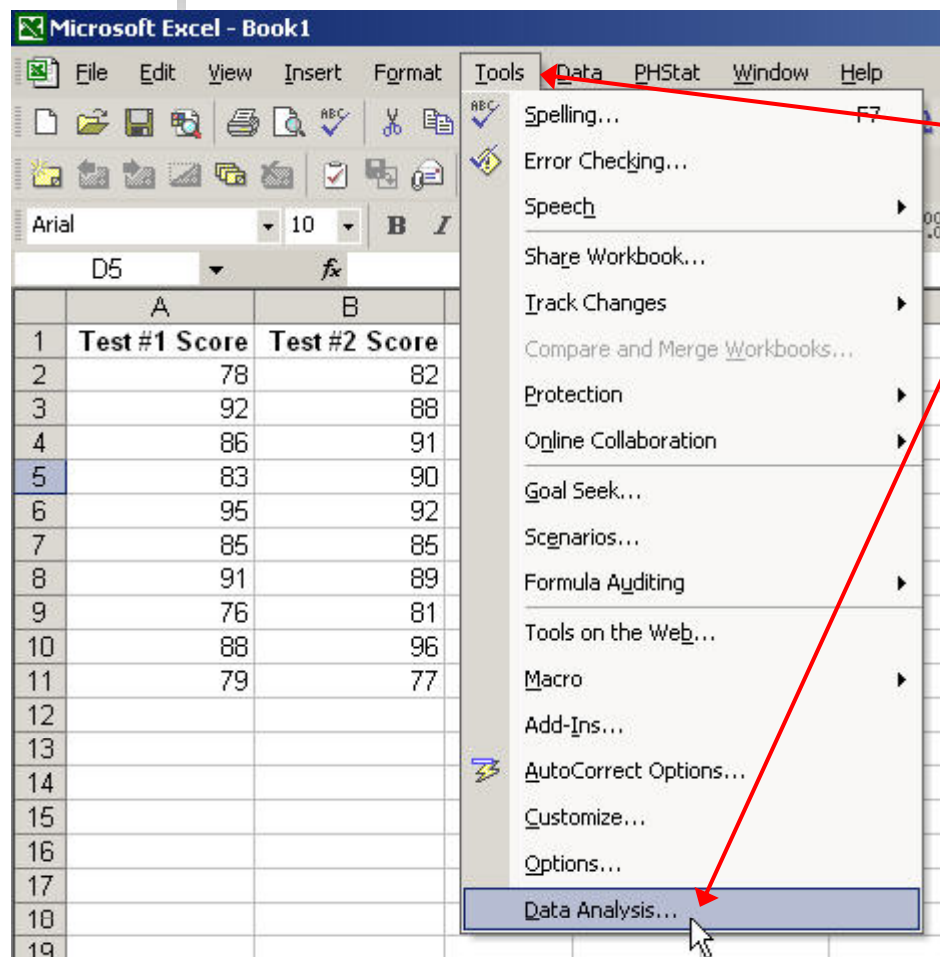 Microsoft Excel - Book1
File Edit View Insert Format Tools Data PHStat Window Help
ABC
Arial 10 B I
D5 fx
A B
1 Test #1 Score Test #2 Score
2 78 82
3 92 88
4 86 91
5 83 90
6 95 92
7 85 85
8 91 89
9 76 81
10 88 96
11 79 77
12
13
14
15
16
17
18
19
ABC Spelling... F7
Error Checking...
Speech
Share Workbook...
Track Changes
Compare and Merge Workbooks...
Protection
Online Collaboration
Goal Seek...
Scenarios...
Formula Auditing
Tools on the Web...
Macro
Add-Ins...
AutoCorrect Options...
Customize...
Options...
Data Analysis...